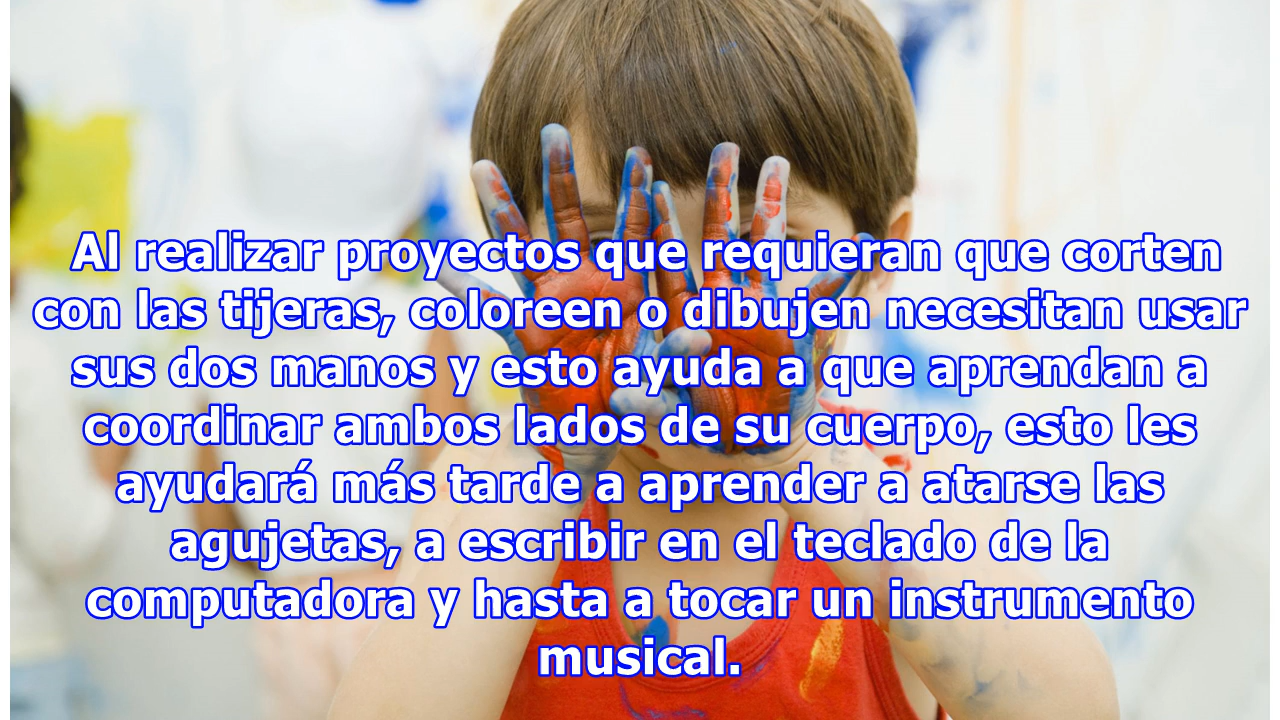 Al realizar proyectos que requieran que corten
con las tijeras, coloreen o dibujen necesitan usar
sus dos manos y esto ayuda a que aprendan a
coordinar ambos lados de su cuerpo, esto les
ayudará más tarde a aprender a atarse las
agujetas, a escribir en el teclado de la
computadora y hasta a tocar un instrumento
musical.